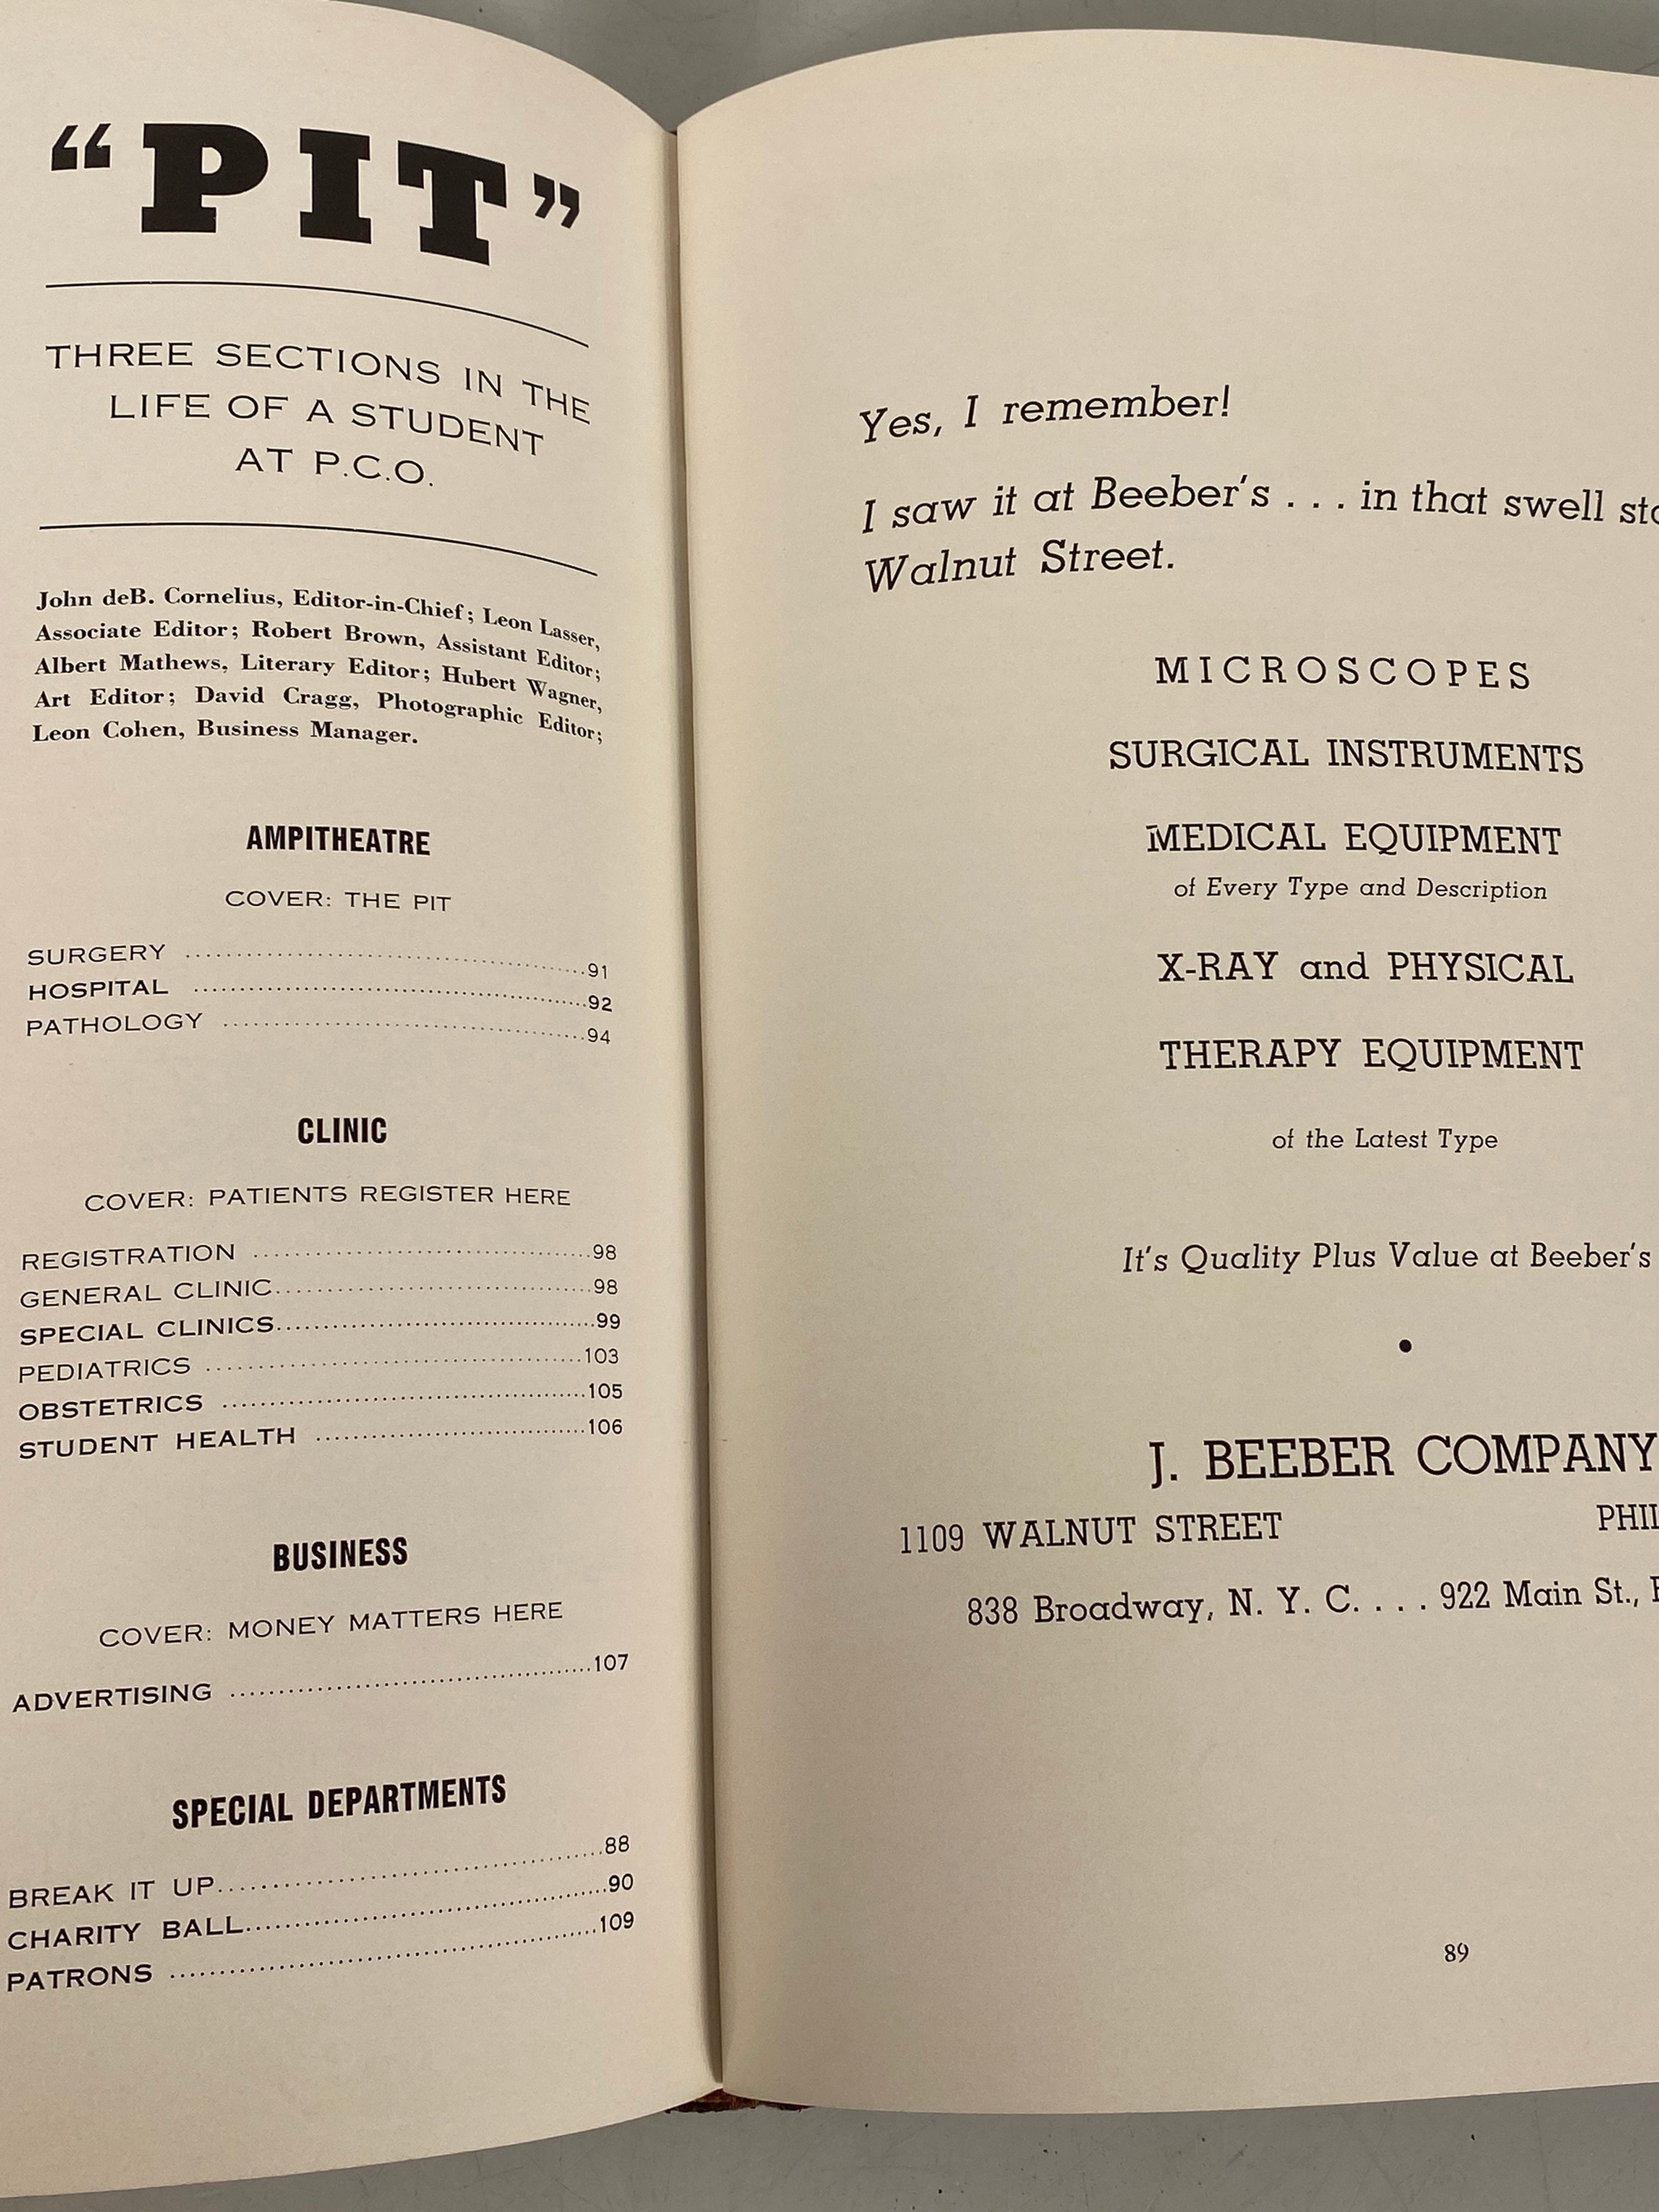 “PIT”
THREE SECTIONS IN THE
LIFE OF A STUDENT
AT P.C.O.
John deB. Cornelius, Editor-in-Chief; Leon Lasser,
Associate Editor; Robert Brown, Assistant Editor;
Albert Mathews, Literary Editor; Hubert Wagner,
Art Editor; David Cragg, Photographic Editor;
Leon Cohen, Business Manager.
AMPITHEATRE
COVER: THE PIT
SURGERY ........................................91
HOSPITAL ........................................92
PATHOLOGY ........................................94
CLINIC
COVER: PATIENTS REGISTER HERE
REGISTRATION ........................................98
GENERAL CLINIC........................................98
SPECIAL CLINICS........................................99
PEDIATRICS ........................................103
OBSTETRICS ........................................105
STUDENT HEALTH ........................................106
BUSINESS
COVER: MONEY MATTERS HERE
ADVERTISING ........................................107
SPECIAL DEPARTMENTS
BREAK IT UP........................................88
CHARITY BALL........................................90
PATRONS ........................................109
Yes, I remember!
I saw it at Beeber's . . . in that swell
Walnut Street.
MICROSCOPES
SURGICAL INSTRUMENTS
MEDICAL EQUIPMENT
of Every Type and Description
X-RAY and PHYSICAL
THERAPY EQUIPMENT
of the Latest Type
It's Quality Plus Value at Beeber's
•
J. BEEBER COMPANY
1109 WALNUT STREET
838 Broadway, N. Y. C. . . . 922 Main St.,
89